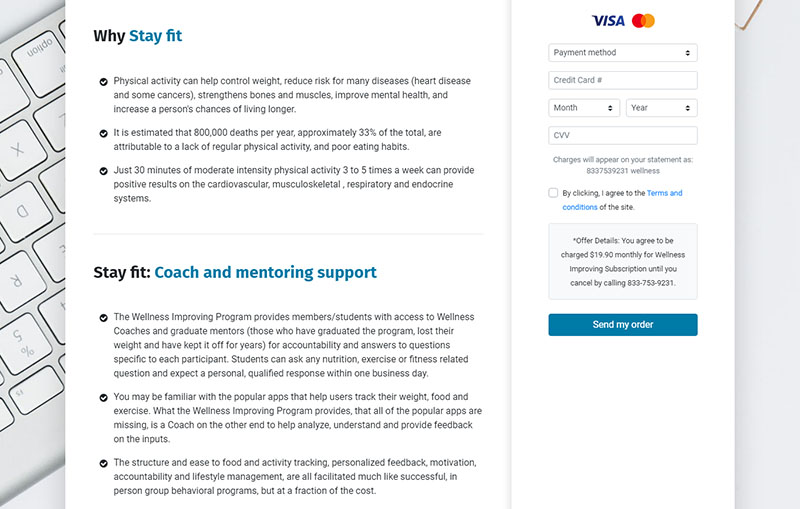 Why Stay fit
Physical activity can help control weight, reduce risk for many diseases (heart disease
and some cancers), strengthens bones and muscles, improve mental health, and
increase a person's chances of living longer.
It is estimated that 800,000 deaths per year, approximately 33% of the total, are
attributable to a lack of regular physical activity, and poor eating habits.
Just 30 minutes of moderate intensity physical activity 3 to 5 times a week can provide
positive results on the cardiovascular, musculoskeletal , respiratory and endocrine
systems.
Stay fit: Coach and mentoring support
The Wellness Improving Program provides members/students with access to Wellness
Coaches and graduate mentors (those who have graduated the program, lost their
weight and have kept it off for years) for accountability and answers to questions
specific to each participant. Students can ask any nutrition, exercise or fitness related
question and expect a personal, qualified response within one business day.
You may be familiar with the popular apps that help users track their weight, food and
exercise. What the Wellness Improving Program provides, that all of the popular apps are
missing, is a Coach on the other end to help analyze, understand and provide feedback
on the inputs.
The structure and ease to food and activity tracking, personalized feedback, motivation,
accountability and lifestyle management, are all facilitated much like successful, in
person group behavioral programs, but at a fraction of the cost.
VISA
Payment method
Credit Card #
Month
Year
CVV
Charges will appear on your statement as:
8337539231 wellness
By clicking, I agree to the Terms and
conditions of the site.
*Offer Details: You agree to be
charged $19.90 monthly for Wellness
Improving Subscription until you
cancel by calling 833-753-9231.
Send my order
option
X
D
R
%
5